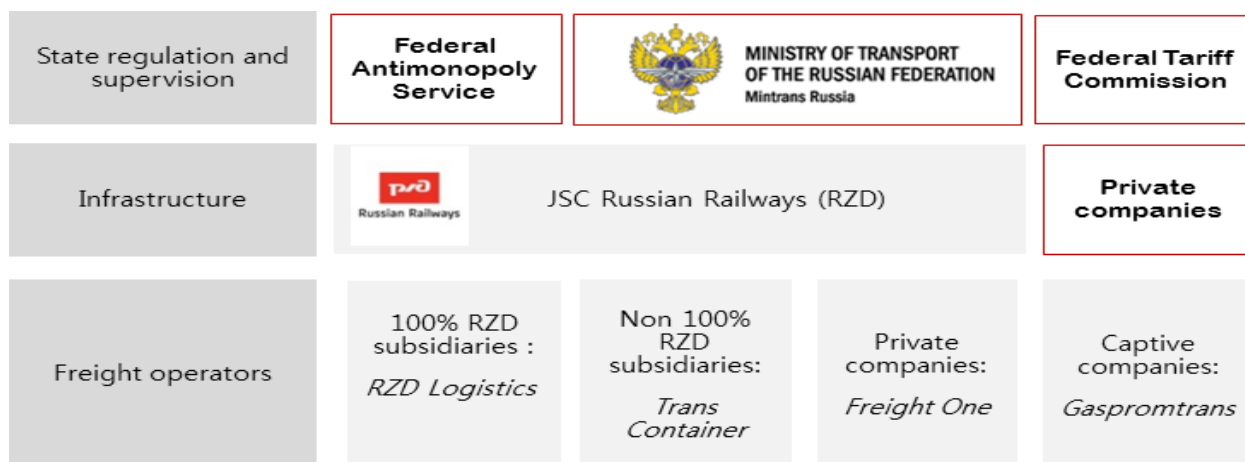 State regulation and
supervision
Federal
Antimonopoly
Service
MINISTRY OF TRANSPORT
OF THE RUSSIAN FEDERATION
Mintrans Russia
Federal Tariff
Commission
Infrastructure
pжd
Russian Railways
JSC Russian Railways (RZD)
Private
companies
Freight operators
100% RZD
subsidiaries :
RZD Logistics
Non 100%
RZD
subsidiaries:
Trans
Container
Private
companies:
Freight One
Captive
companies:
Gaspromtrans